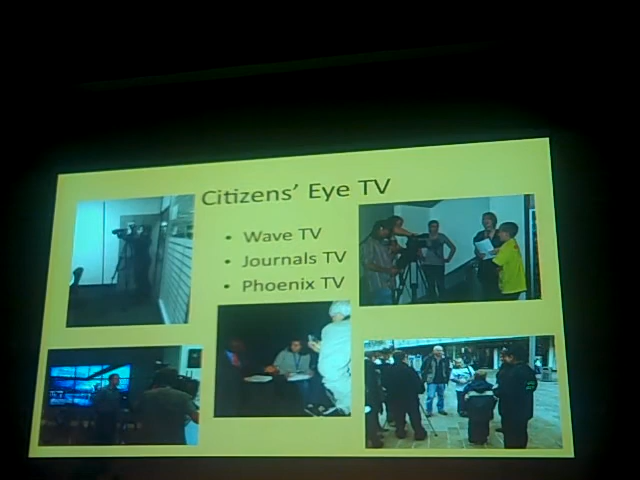 Citizens' Eye TV
• Wave TV
• Journals TV
• Phoenix TV